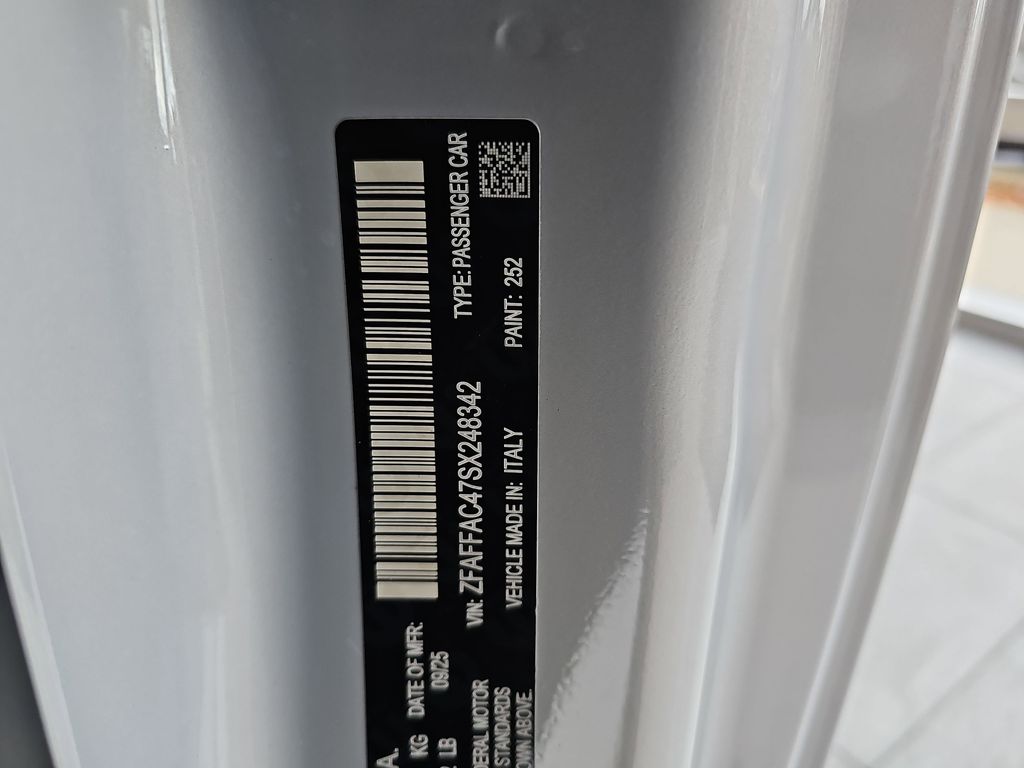 A.
KG DATE OF MFR:
LB 09/25
VIN: ZFAFFAC47SX248342 TYPE: PASSENGER CAR
DERAL MOTOR
STANDARDS VEHICLE MADE IN: ITALY PAINT: 252
OWN ABOVE.